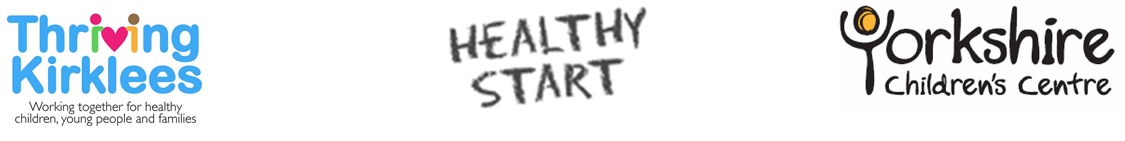 Thriving
Kirklees
Working together for healthy
children, young people and families
HEALTHY
START
Yorkshire
Children's Centre